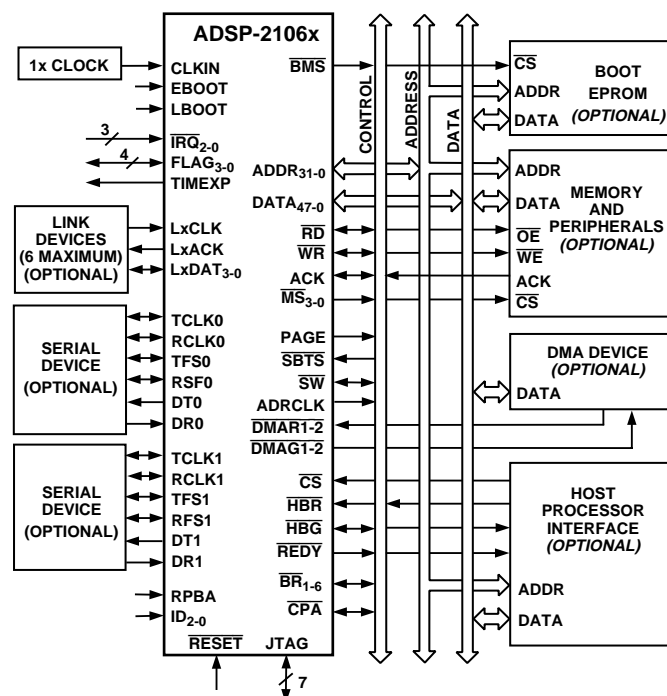 ADSP-2106x
1x CLOCK
CLKIN
EBOOT
LBOOT
3
IRQ2-0
4
FLAG3-0
TIMEXP
LINK
DEVICES
(6 MAXIMUM)
(OPTIONAL)
LxCLK
LxACK
LxDAT3-0
SERIAL
DEVICE
(OPTIONAL)
TCLK0
RCLK0
TFS0
RSF0
DT0
DR0
SERIAL
DEVICE
(OPTIONAL)
TCLK1
RCLK1
TFS1
RFS1
DT1
DR1
RPBA
ID2-0
RESET
JTAG
7
BMS
ADDR31-0
DATA47-0
RD
WR
ACK
MS3-0
PAGE
SBTS
SW
ADRCLK
DMAR1-2
DMAG1-2
CS
HBR
HBG
REDY
BR1-6
CPA
CONTROL
ADDRESS
DATA
CS
BOOT
EPROM
(OPTIONAL)
ADDR
DATA
ADDR
MEMORY
AND
PERIPHERALS
(OPTIONAL)
DATA
OE
WE
ACK
CS
DMA DEVICE
(OPTIONAL)
DATA
HOST
PROCESSOR
INTERFACE
(OPTIONAL)
ADDR
DATA